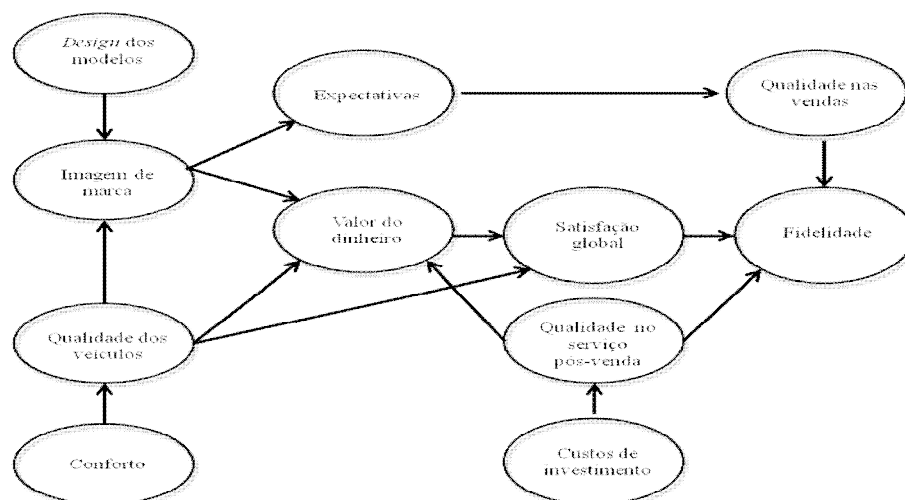 Design dos
modelos
Expectativas
Qualidade nas
vendas
Imagem de
marca
Valor do
dinheiro
Satisfação
global
Fidelidade
Qualidade dos
veículos
Qualidade no
serviço
pós-venda
Conforto
Custos de
investimento